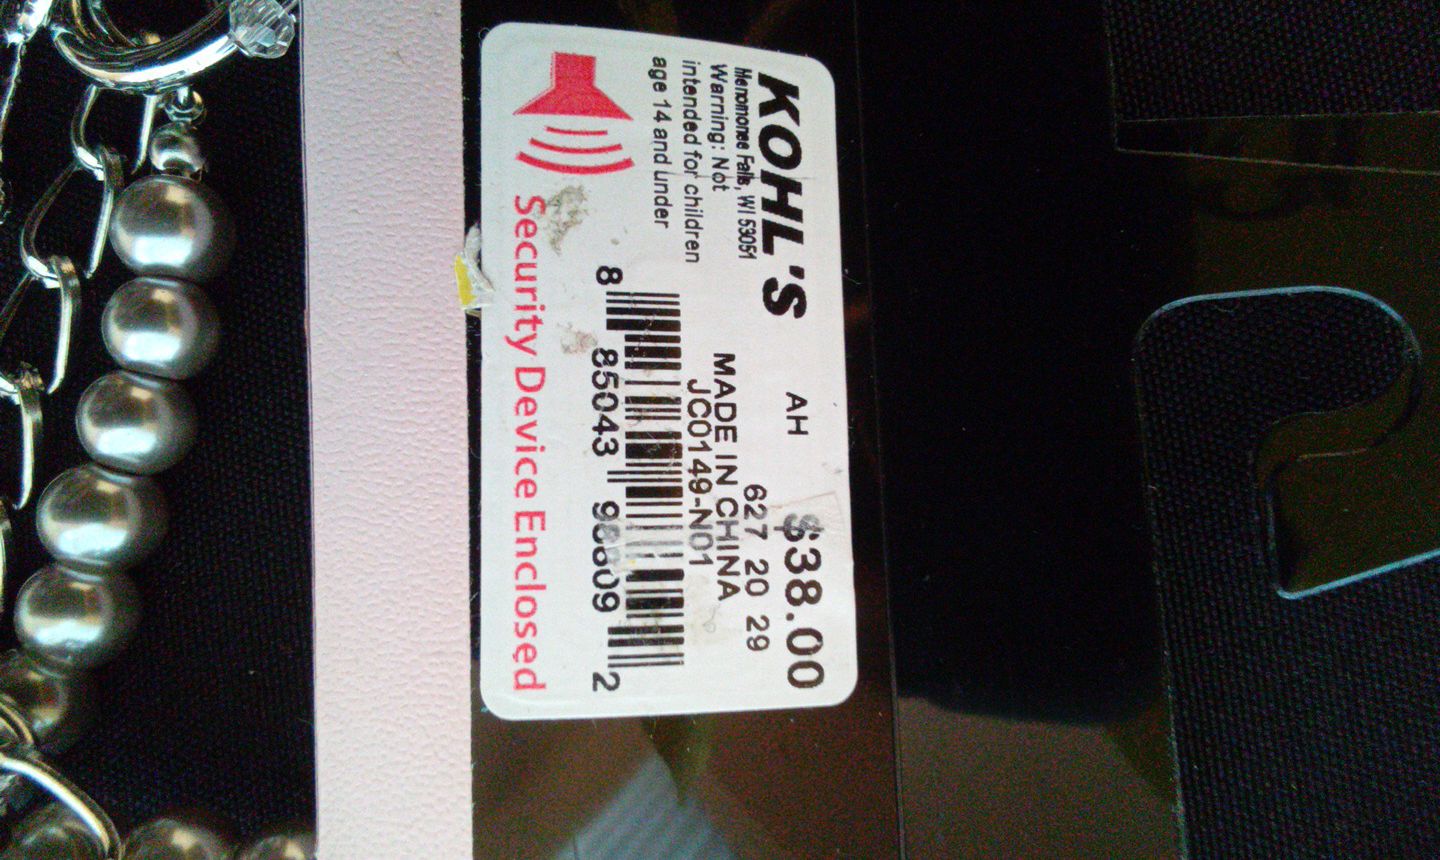 KOHL'S
Menomonee Falls, WI 53051
Warning: Not
intended for children
age 14 and under
AH
$38.00
627 20 29
MADE IN CHINA
JC0149-N01
8 85043 98809 2
Security Device Enclosed